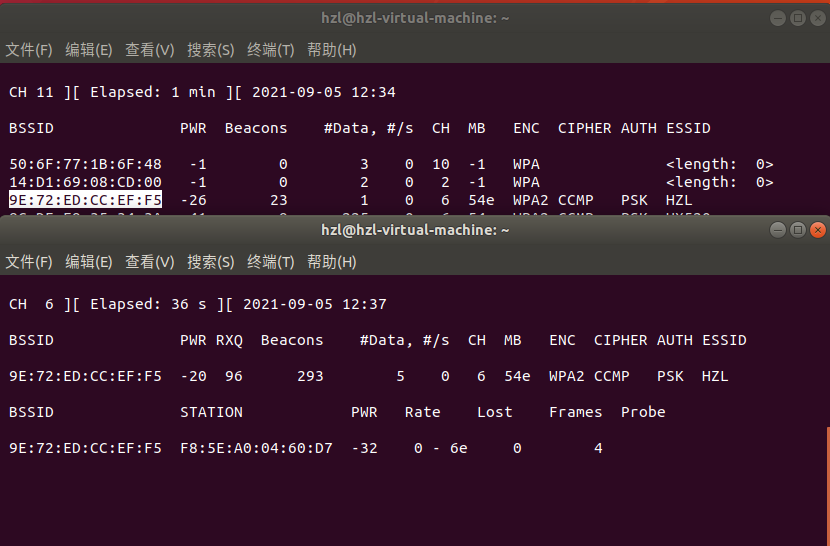 hzl@hzl-virtual-machine: ~
文件(F) 编辑(E) 查看(V) 搜索(S) 终端(T) 帮助(H)
CH 11 ][ Elapsed: 1 min ][ 2021-09-05 12:34
BSSID PWR Beacons #Data, #/s CH MB ENC CIPHER AUTH ESSID
50:6F:77:1B:6F:48 -1 0 3 0 10 -1 WPA <length: 0>
14:D1:69:08:CD:00 -1 0 2 0 2 -1 WPA <length: 0>
9E:72:ED:CC:EF:F5 -26 23 1 0 6 54e WPA2 CCMP PSK HZL
hzl@hzl-virtual-machine: ~
文件(F) 编辑(E) 查看(V) 搜索(S) 终端(T) 帮助(H)
CH 6 ][ Elapsed: 36 s ][ 2021-09-05 12:37
BSSID PWR RXQ Beacons #Data, #/s CH MB ENC CIPHER AUTH ESSID
9E:72:ED:CC:EF:F5 -20 96 293 5 0 6 54e WPA2 CCMP PSK HZL
BSSID STATION PWR Rate Lost Frames Probe
9E:72:ED:CC:EF:F5 F8:5E:A0:04:60:D7 -32 0 - 6e 0 4